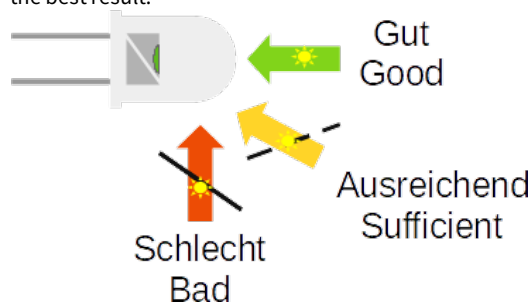 the best result.
Gut
Good
Ausreichend
Sufficient
Schlecht
Bad